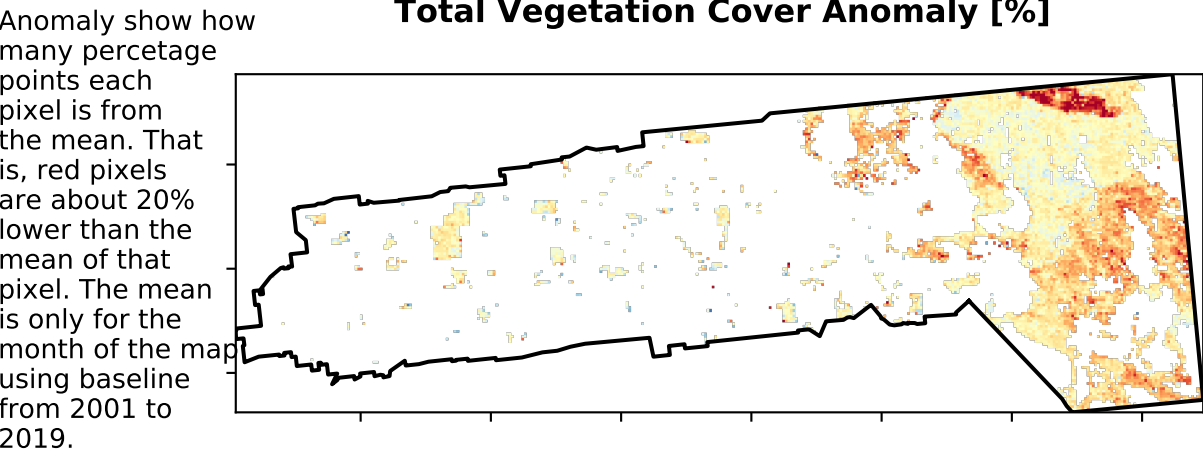 Total Vegetation Cover Anomaly [%]
Anomaly show how
many percetage
points each
pixel is from
the mean. That
is, red pixels
are about 20%
lower than the
mean of that
pixel. The mean
is only for the
month of the map
using baseline
from 2001 to
2019.